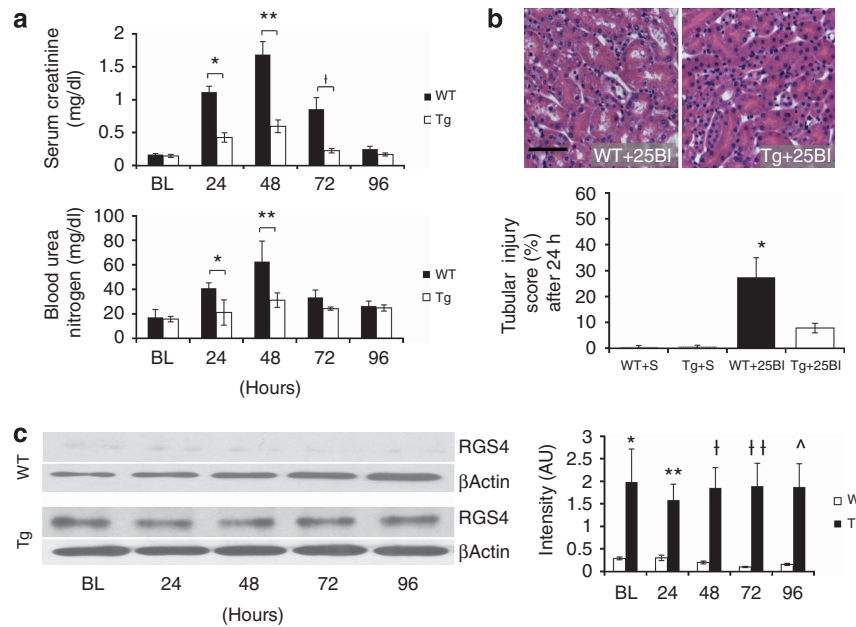 a
Serum creatinine
(mg/dl)
2
1.5
1
0.5
0
*
**
ƚ
WT
Tg
BL 24 48 72 96
Blood urea
nitrogen (mg/dl)
100
80
60
40
20
0
*
**
WT
Tg
BL 24 48 72 96
(Hours)
b
WT+25BI
Tg+25BI
Tubular injury
score (%)
after 24 h
60
50
40
30
20
10
0
*
WT+S Tg+S WT+25BI Tg+25BI
c
WT
RGS4
βActin
Tg
RGS4
βActin
BL 24 48 72 96
(Hours)
Intensity (AU)
3
2.5
2
1.5
1
0.5
0
* ** ƚ ƚƚ ^
W
T
BL 24 48 72 96